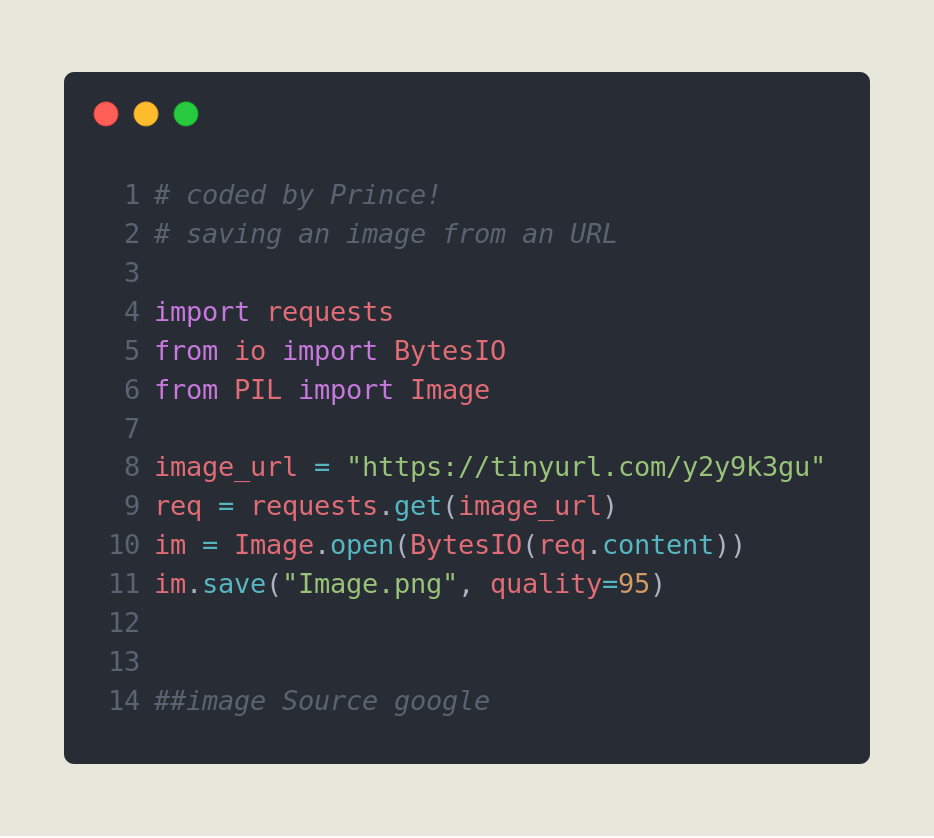 1 # coded by Prince!
2 # saving an image from an URL
3
4 import requests
5 from io import BytesIO
6 from PIL import Image
7
8 image_url = "https://tinyurl.com/y2y9k3gu"
9 req = requests.get(image_url)
10 im = Image.open(BytesIO(req.content))
11 im.save("Image.png", quality=95)
12
13
14 ##image Source google